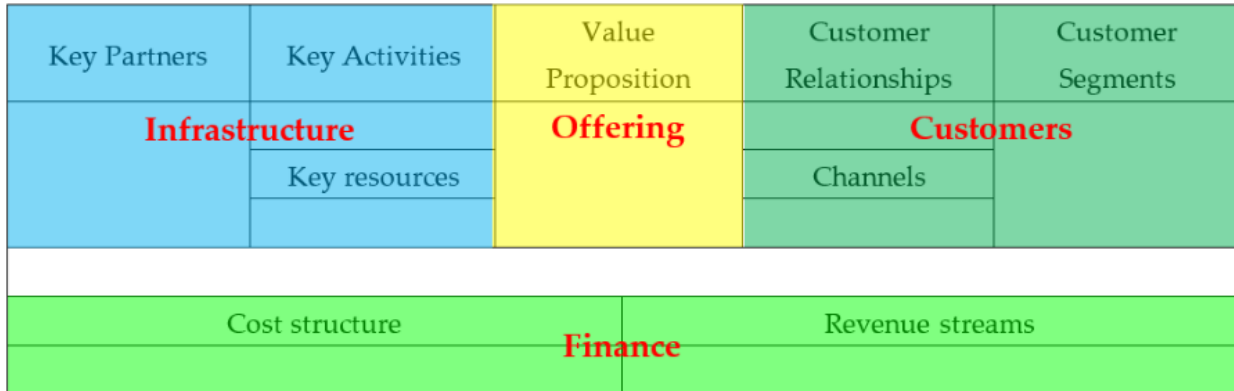 Key Partners
Key Activities
Value
Proposition
Customer
Relationships
Customer
Segments
Infrastructure
Offering
Customers
Key resources
Channels
Cost structure
Revenue streams
Finance